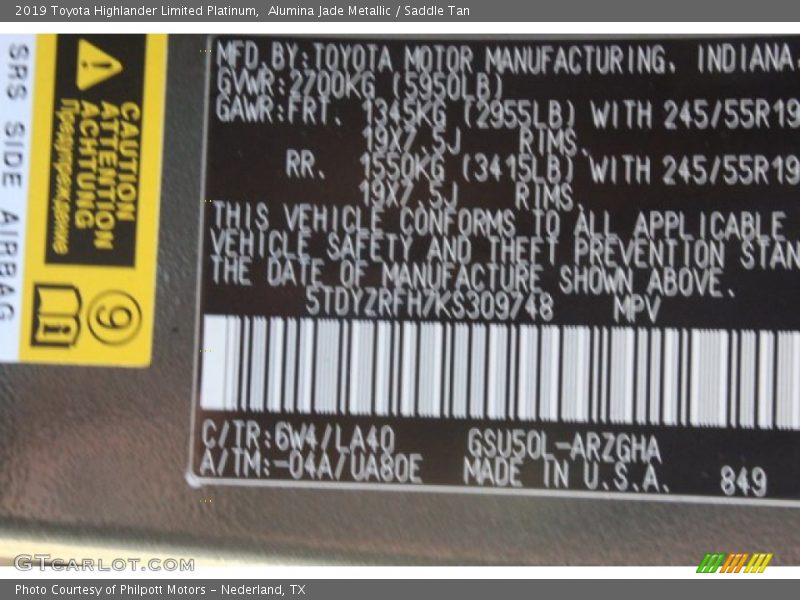 2019 Toyota Highlander Limited Platinum,  Alumina Jade Metallic / Saddle Tan
SRS SIDE AIRBAG
CAUTION
ATTENTION
ACHTUNG
Предупреждение
9
MFD.BY:TOYOTA MOTOR MANUFACTURING, INDIANA,
GVWR:2700KG (5950LB)
GAWR:FRT. 1345KG (2955LB) WITH 245/55R19
19X7.5J RIMS,
RR. 1550KG (3415LB) WITH 245/55R19
19X7.5J RIMS,
THIS VEHICLE CONFORMS TO ALL APPLICABLE
VEHICLE SAFETY AND THEFT PREVENTION STAN
THE DATE OF MANUFACTURE SHOWN ABOVE.
5TDYZRFH7KS309748 MPV
C/TR:6W4/LA40 GSU50L-ARZGHA
A/TM:-04A/UA80E MADE IN U.S.A. 849
GTCARLOT.COM
Photo Courtesy of Philpott Motors - Nederland, TX